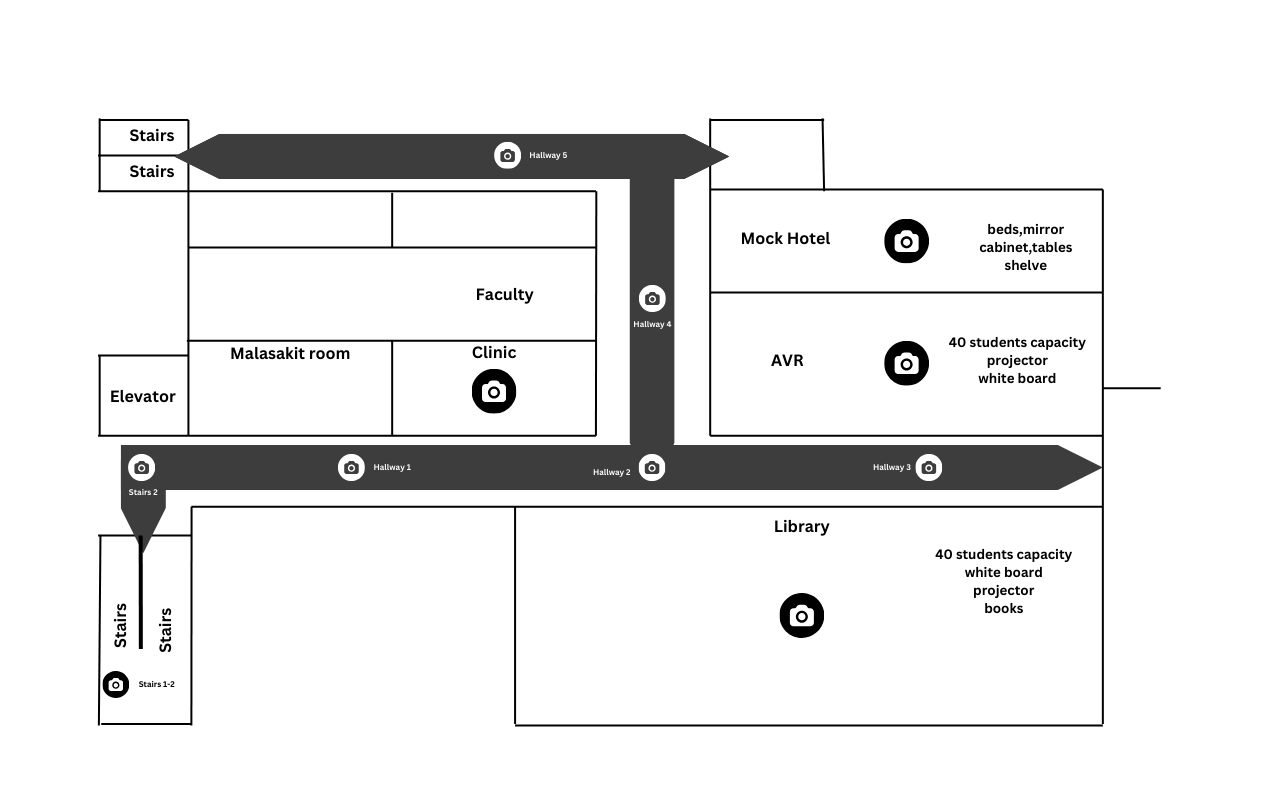 Stairs
Stairs
Hallway 5
Mock Hotel
beds,mirror
cabinet,tables
shelve
Faculty
Hallway 4
Malasakit room
Clinic
AVR
40 students capacity
projector
white board
Elevator
Stairs 2
Hallway 1
Hallway 2
Hallway 3
Library
40 students capacity
white board
projector
books
Stairs
Stairs
Stairs 1-2